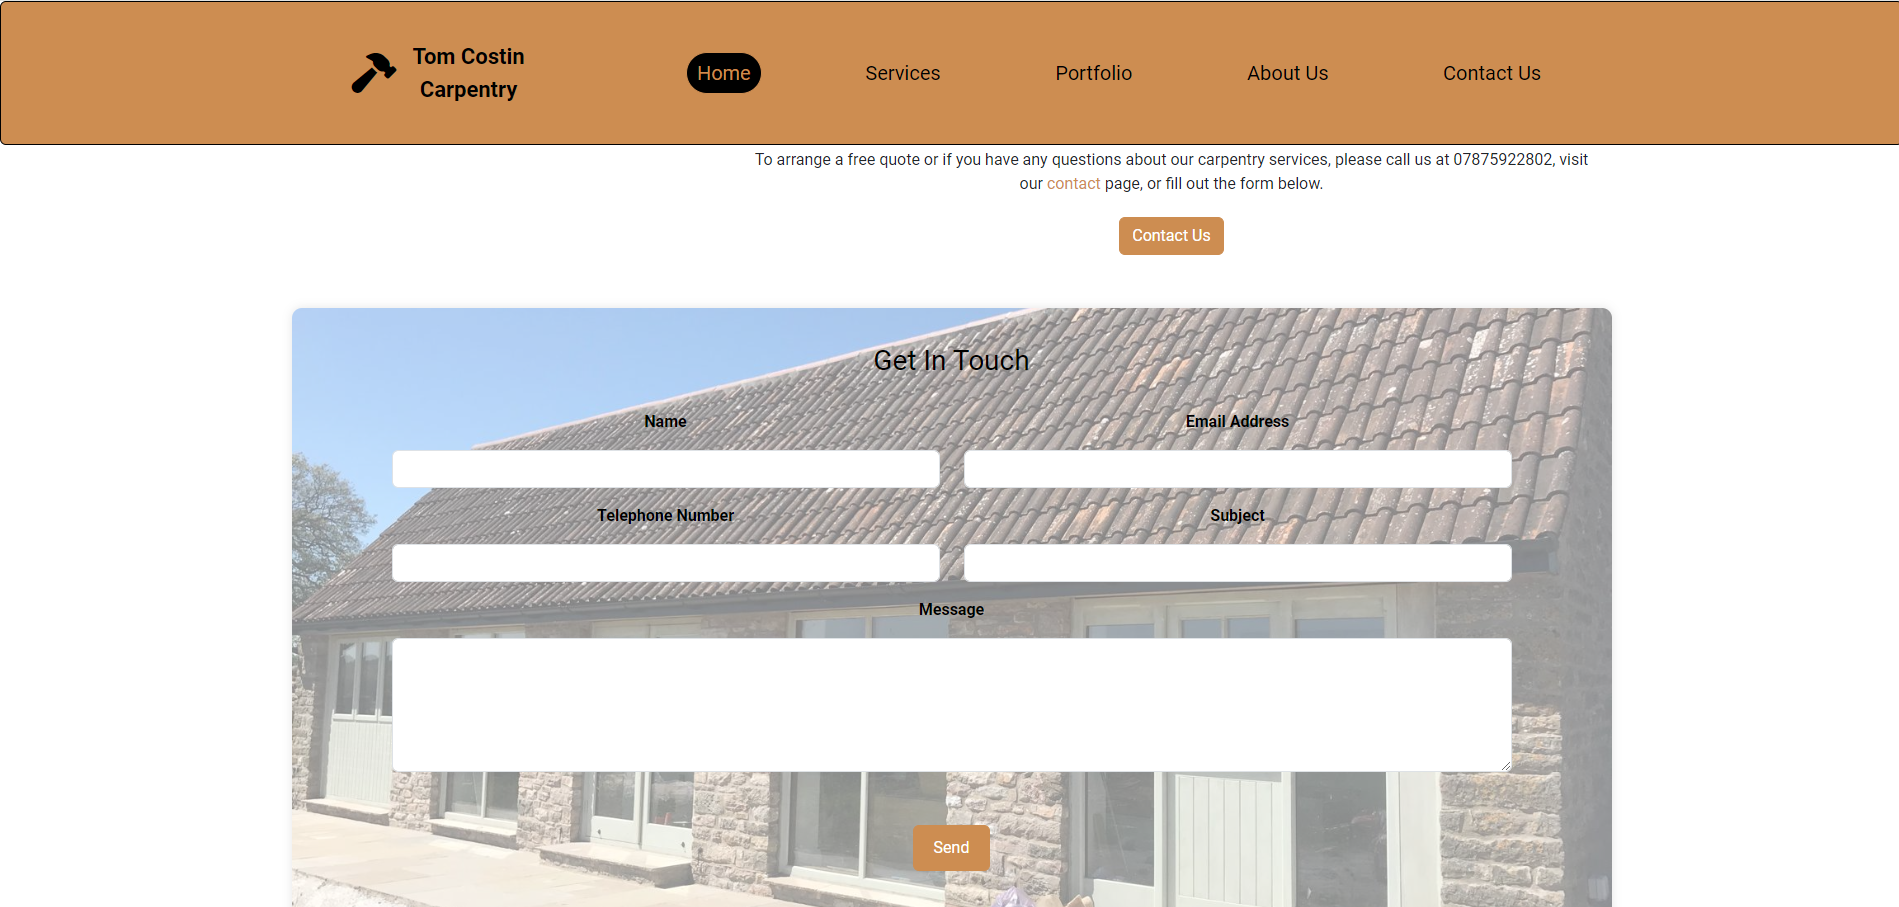 Tom Costin
Carpentry
Home
Services
Portfolio
About Us
Contact Us
To arrange a free quote or if you have any questions about our carpentry services, please call us at 07875922802, visit
our contact page, or fill out the form below.
Contact Us
Get In Touch
Name
Email Address
Telephone Number
Subject
Message
Send